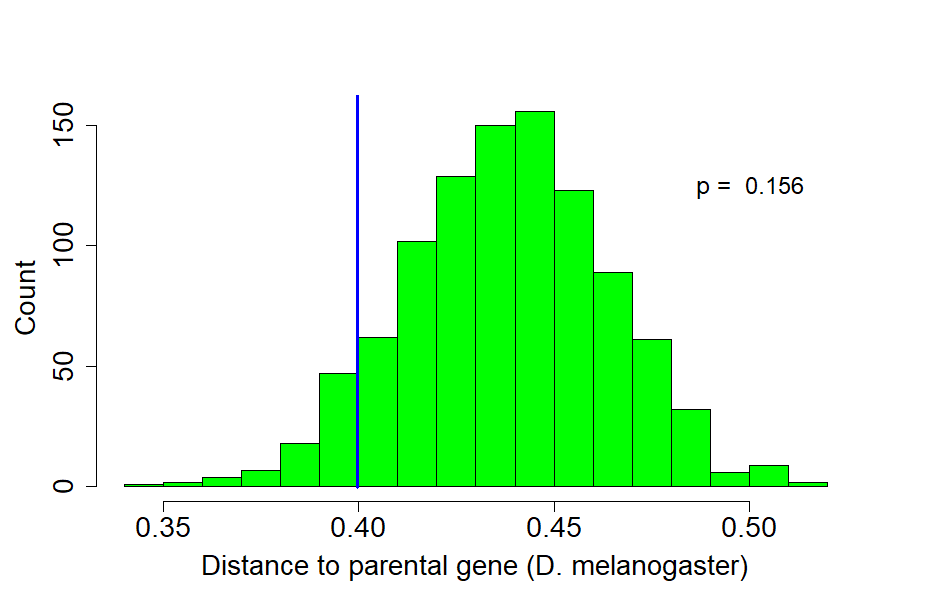 150
100
50
0
Count
p =  0.156
0.35 0.40 0.45 0.50
Distance to parental gene (D. melanogaster)